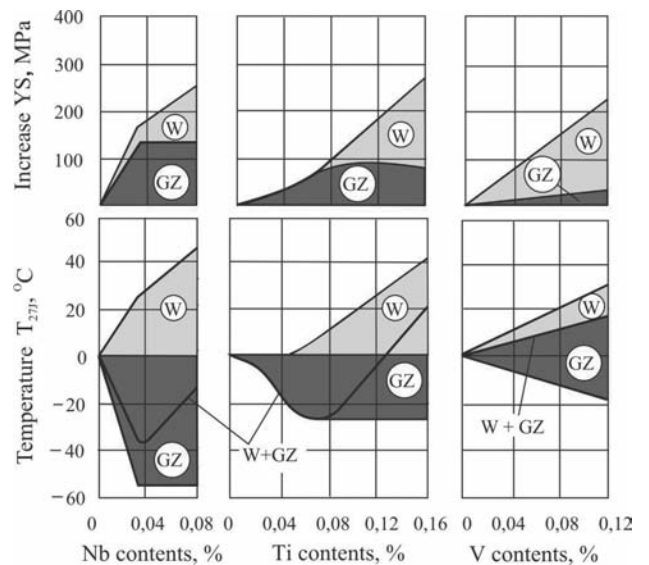 Increase YS, MPa
400
300
200
100
W
GZ
W
GZ
GZ
W
Temperature T27J, °C
60
40
20
0
−20
−40
−60
W
GZ
W
GZ
W+GZ
W
GZ
W + GZ
0 0,04 0,08
0 0,04 0,08 0,12 0,16
0 0,04 0,08 0,12
Nb contents, %
Ti contents, %
V contents, %